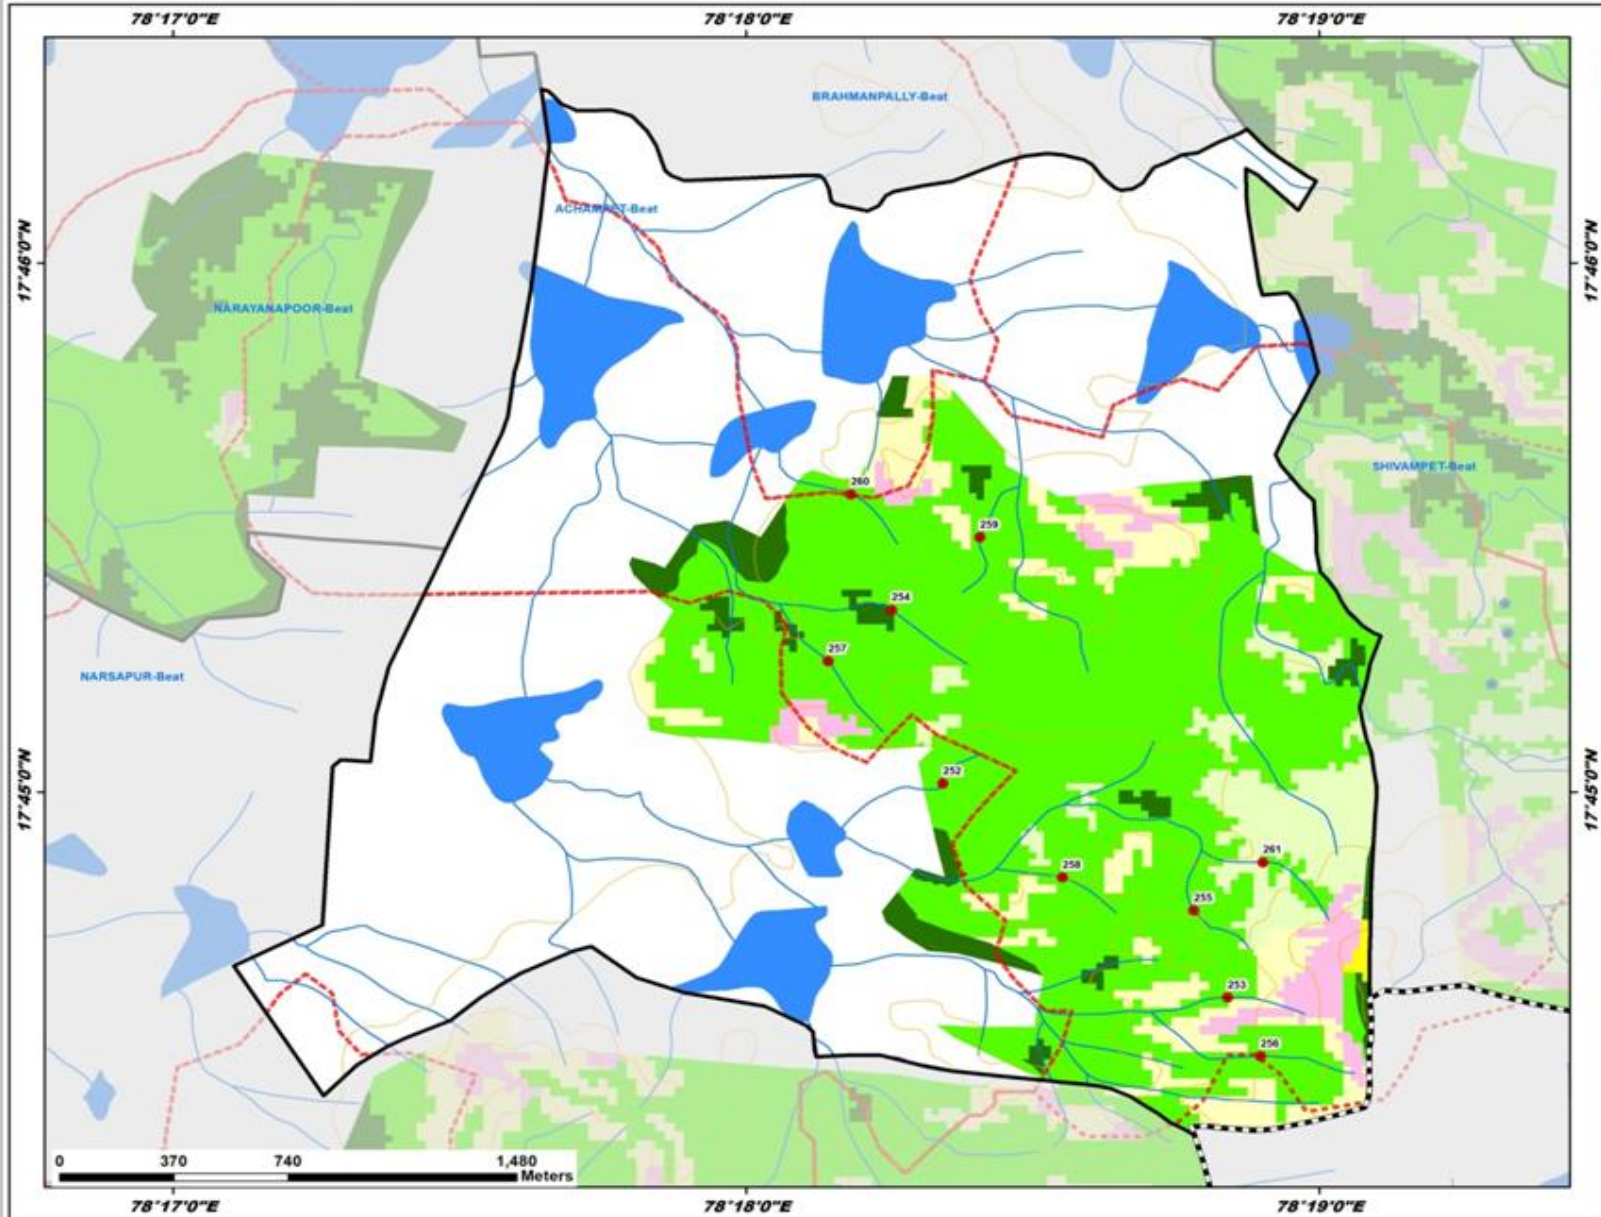 78°17'0"E 78°18'0"E 78°19'0"E
BRAHMANPALLY-Beat
ACHAMPET-Beat
17°46'0"N 17°46'0"N
NARAYANAPOOR-Beat
SHIVAMPET-Beat
260
259
254
257
NARSAPUR-Beat
252
17°45'0"N 17°45'0"N
261
258
255
253
256
0 370 740 1,480
Meters
78°17'0"E 78°18'0"E 78°19'0"E